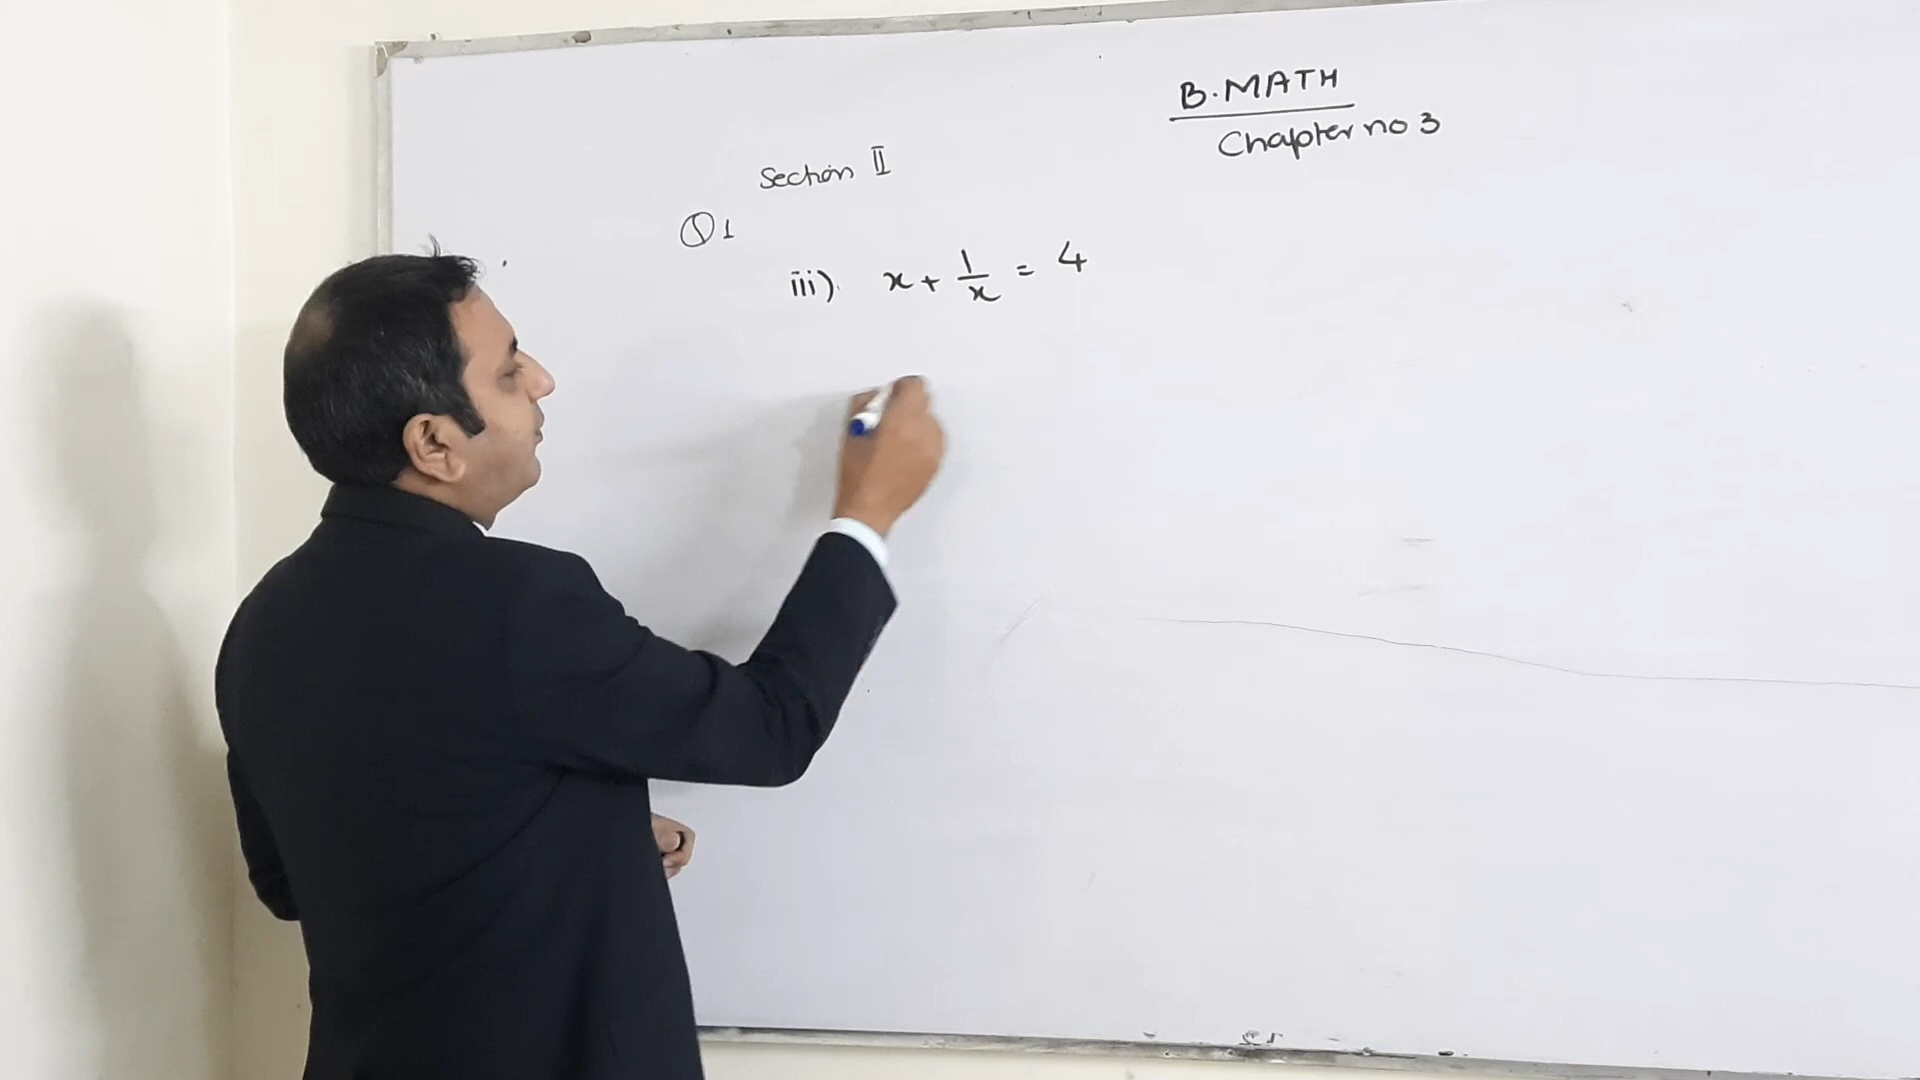 B.MATH
Chapter no 3
Section II
Q1
iii) x + 1/x = 4